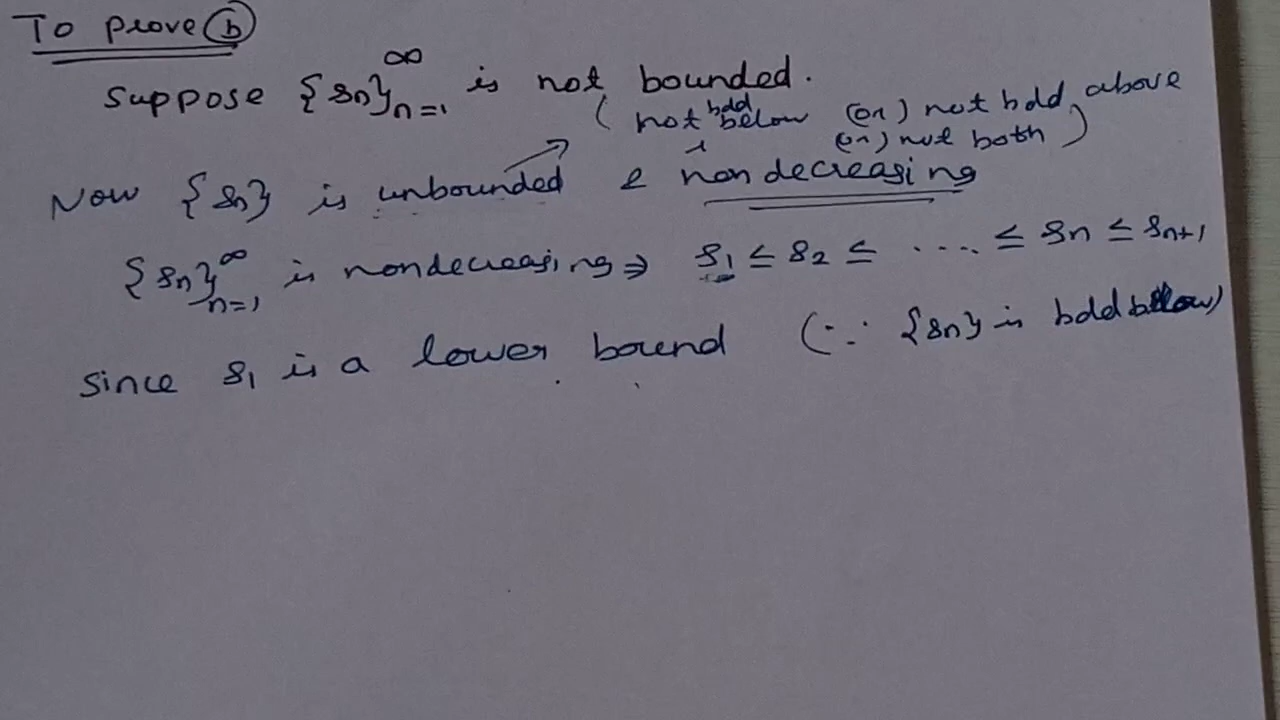 To prove (b)
Suppose {sn}∞n=1 is not bounded.
(not bdd below (or) not bdd above
(or) not both)
Now {sn} is unbounded & nondecreasing
{sn}∞n=1 is nondecreasing ⇒ s1 ≤ s2 ≤ ..... ≤ sn ≤ sn+1
since s1 is a lower bound (∵ {sn} is bdd below)